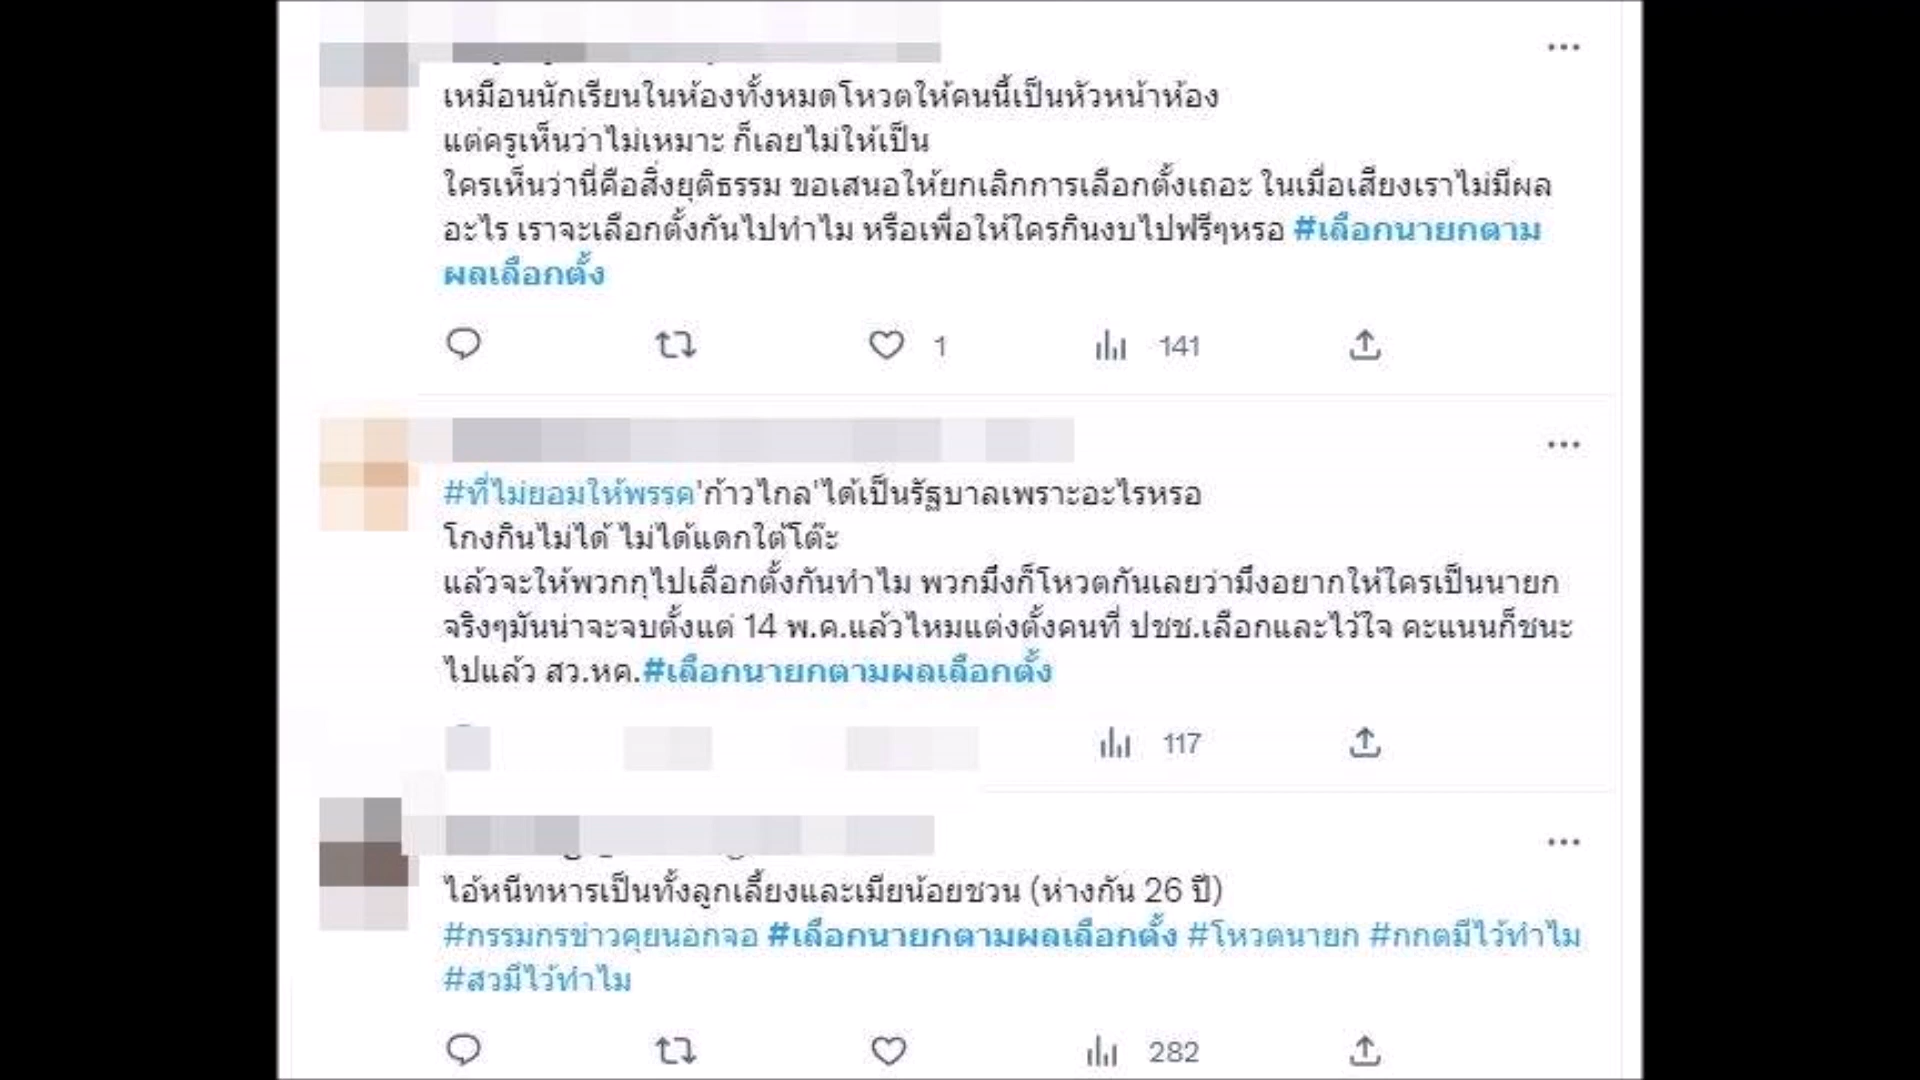 เหมือนนักเรียนในห้องทั้งหมดโหวตให้คนนี้เป็นหัวหน้าห้อง
แต่ครูเห็นว่าไม่เหมาะ ก็เลยไม่ให้เป็น
ใครเห็นว่านี่คือสิ่งยุติธรรม ขอเสนอให้ยกเลิกการเลือกตั้งเถอะ ในเมื่อเสียงเราไม่มีผล
อะไร เราจะเลือกตั้งกันไปทำไม หรือเพื่อให้ใครกินงบไปฟรีๆหรอ #เลือกนายกตาม
ผลเลือกตั้ง
1
141
#ที่ไม่ยอมให้พรรค'ก้าวไกล'ได้เป็นรัฐบาลเพราะอะไรหรอ
โกงกินไม่ได้ ไม่ได้แดกใต้โต๊ะ
แล้วจะให้พวกกุไปเลือกตั้งกันทำไม พวกมึงก็โหวตกันเลยว่ามึงอยากให้ใครเป็นนายก
จริงๆมันน่าจะจบตั้งแต่ 14 พ.ค.แล้วไหมแต่งตั้งคนที่ ปชช.เลือกและไว้ใจ คะแนนก็ชนะ
ไปแล้ว สว.หค.#เลือกนายกตามผลเลือกตั้ง
117
ไอ้หนีทหารเป็นทั้งลูกเลี้ยงและเมียน้อยชวน (ห่างกัน 26 ปี)
#กรรมกรข่าวคุยนอกจอ #เลือกนายกตามผลเลือกตั้ง #โหวตนายก #กกตมีไว้ทำไม
#สวมีไว้ทำไม
282